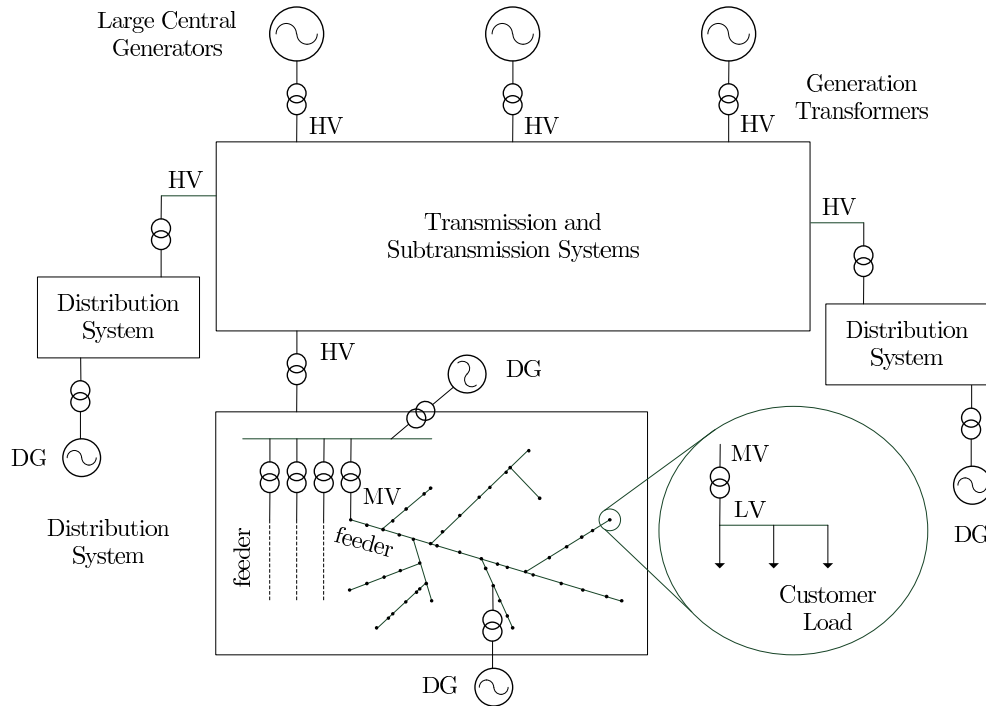 Large Central
Generators
Generation
Transformers
HV
HV
HV
HV
HV
Transmission and
Subtransmission Systems
Distribution
System
Distribution
System
HV
DG
DG
DG
Distribution
System
MV
feeder
feeder
MV
LV
Customer
Load
DG